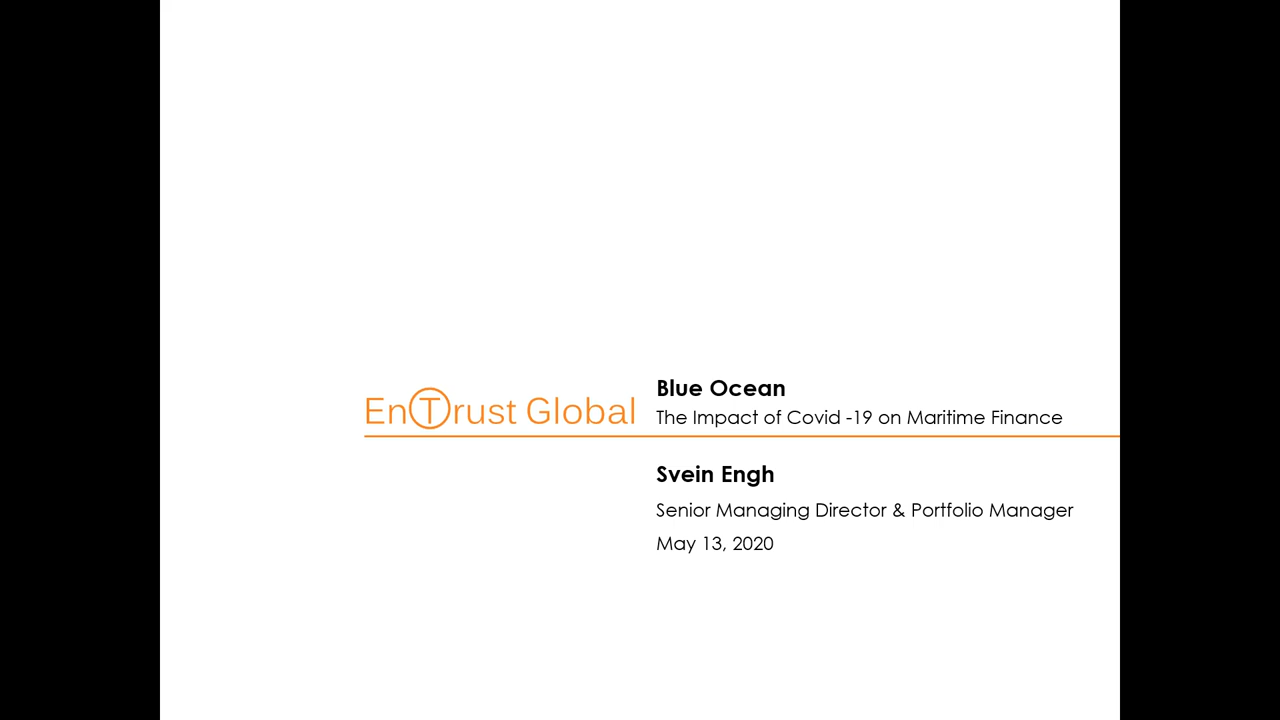 EnTrust Global
Blue Ocean
The Impact of Covid -19 on Maritime Finance
Svein Engh
Senior Managing Director & Portfolio Manager
May 13, 2020